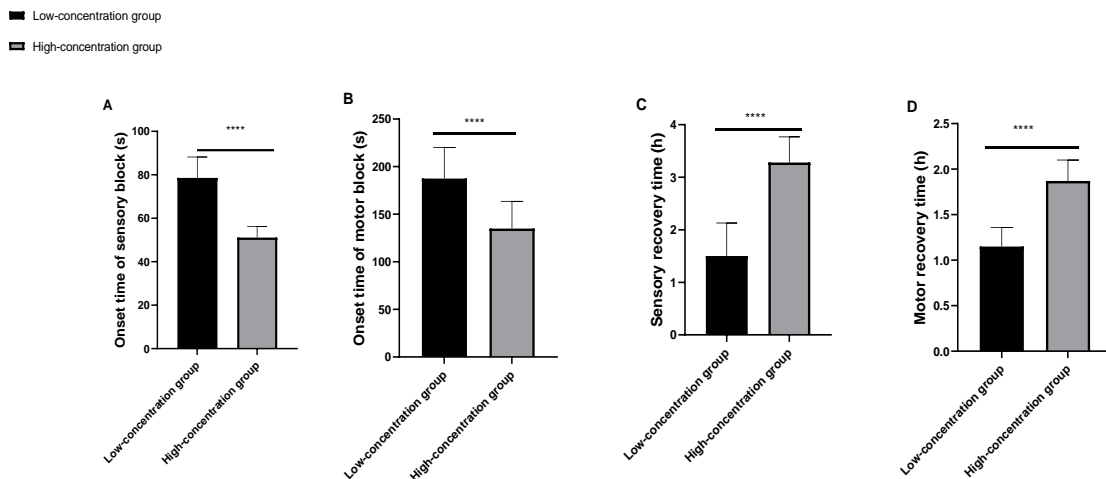 Low-concentration group
High-concentration group
A
Onset time of sensory block (s)
100
80
60
40
20
0
****
Low-concentration group
High-concentration group
B
Onset time of motor block (s)
250
200
150
100
50
0
****
Low-concentration group
High-concentration group
C
Sensory recovery time (h)
4
3
2
1
0
****
Low-concentration group
High-concentration group
D
Motor recovery time (h)
2.5
2.0
1.5
1.0
0.5
0.0
****
Low-concentration group
High-concentration group